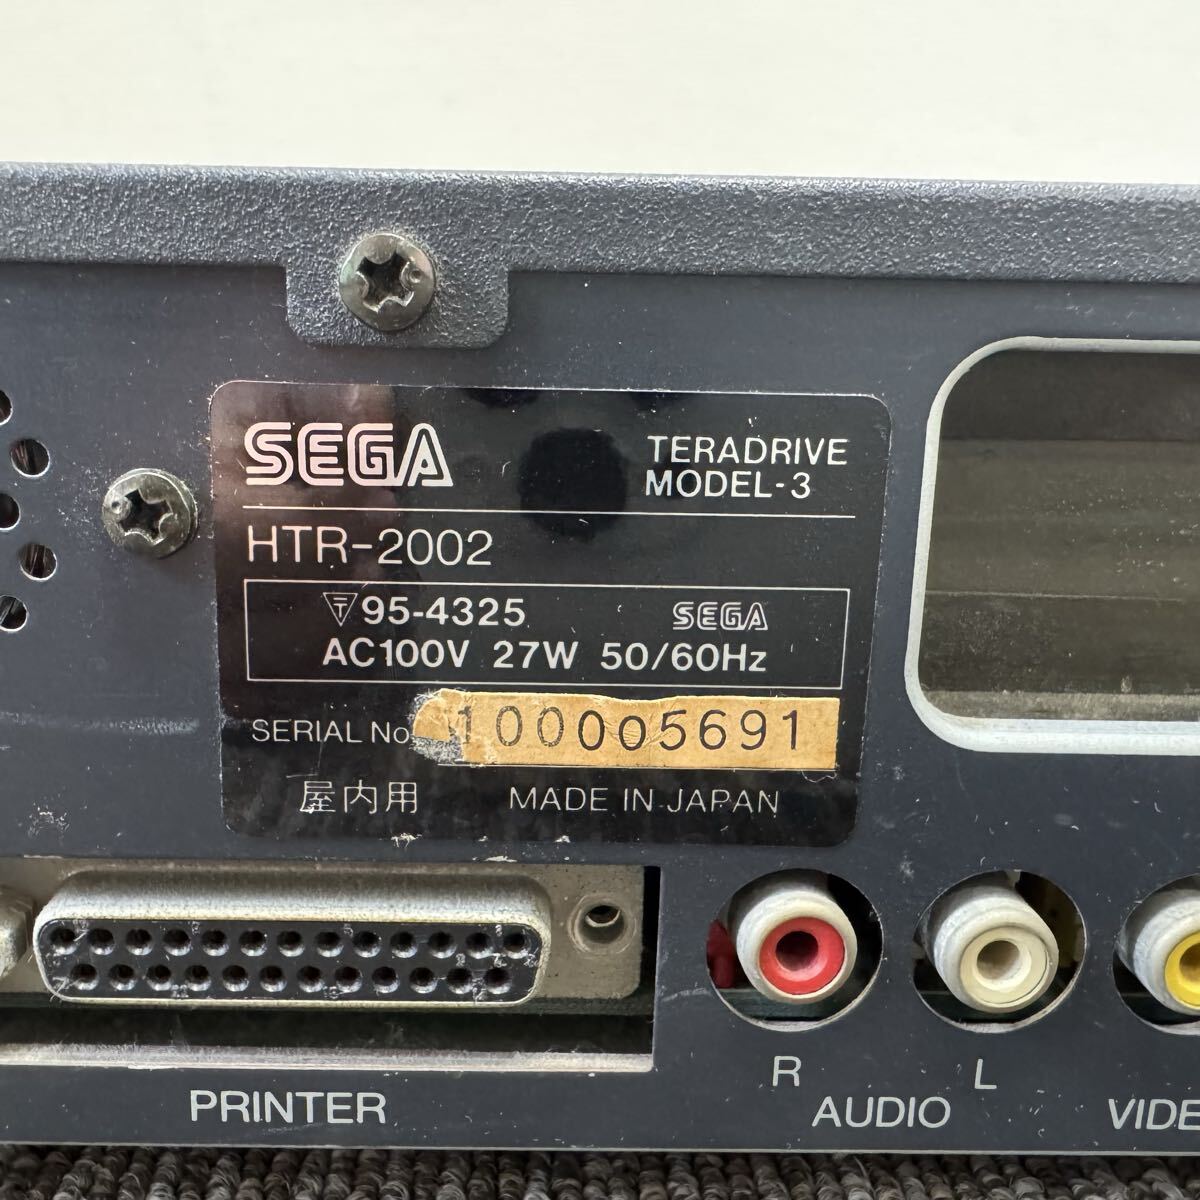 SEGA
TERADRIVE
MODEL-3
HTR-2002
〒95-4325 SEGA
AC100V 27W 50/60Hz
SERIAL No. 100005691
屋内用 MADE IN JAPAN
PRINTER
R L
AUDIO
VIDE